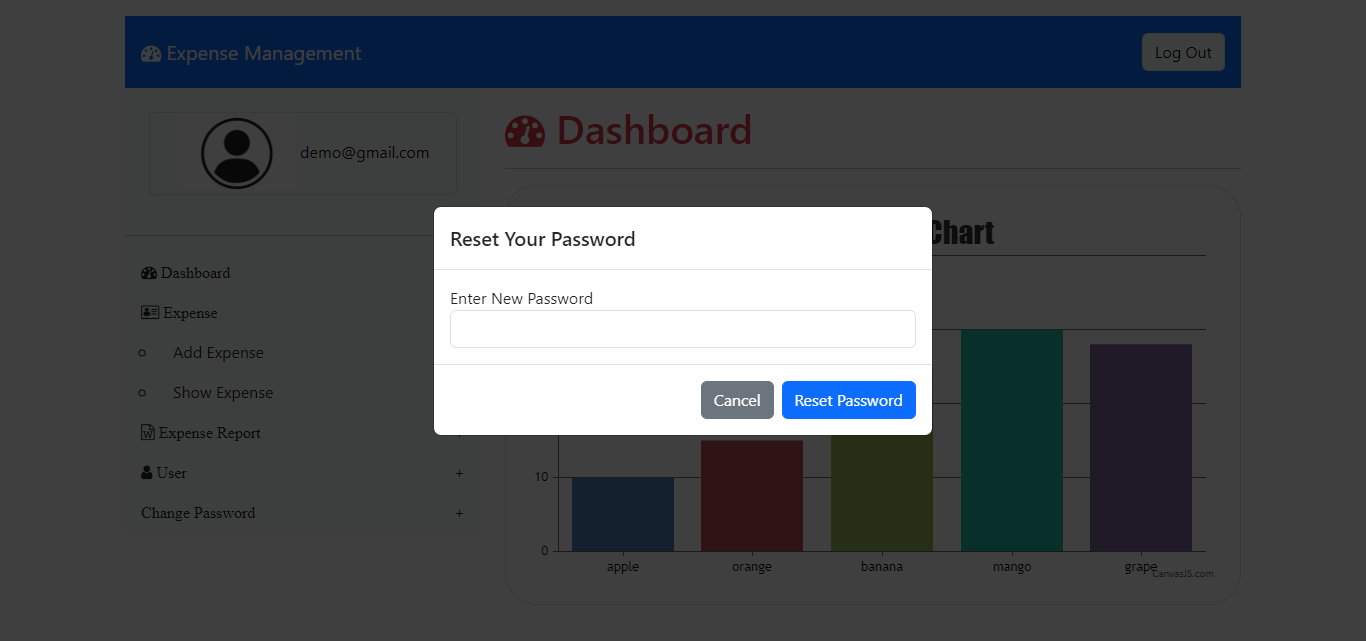 Expense Management
Log Out
demo@gmail.com
Dashboard
Chart
Dashboard
Expense
Add Expense
Show Expense
Expense Report
User +
Change Password +
Reset Your Password
Enter New Password
Cancel Reset Password
10
0
apple orange banana mango grape
CanvasJS.com